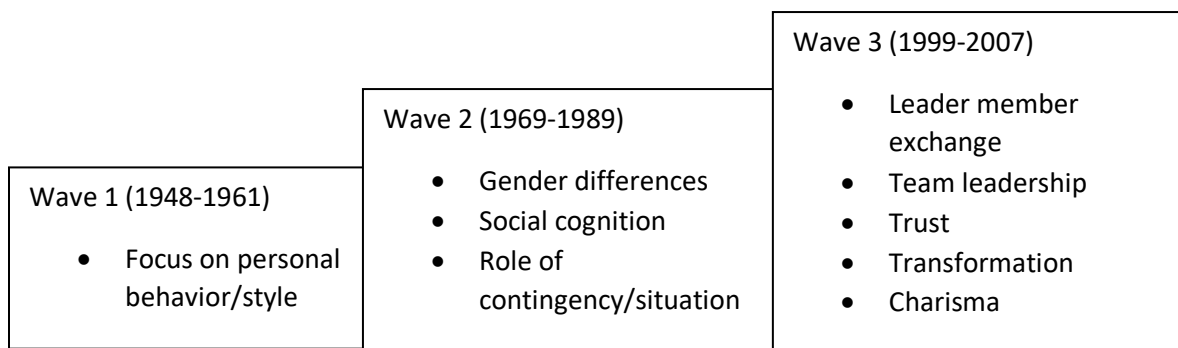 Wave 1 (1948-1961)
• Focus on personal
behavior/style
Wave 2 (1969-1989)
• Gender differences
• Social cognition
• Role of
contingency/situation
Wave 3 (1999-2007)
• Leader member
exchange
• Team leadership
• Trust
• Transformation
• Charisma